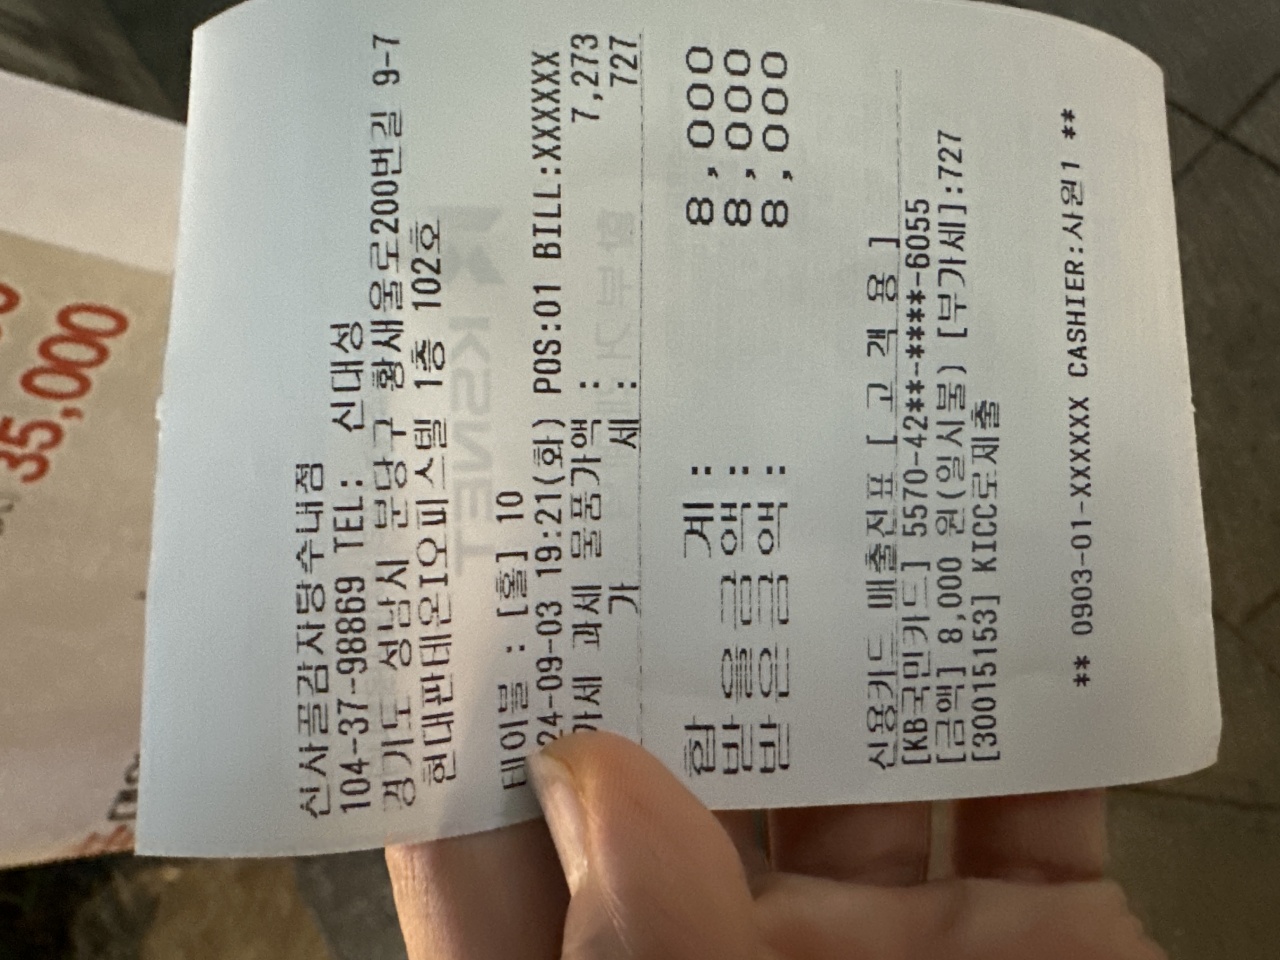 신사골감자탕수내점
104-37-98869 TEL: 신대성
경기도 성남시 분당구 황새울로200번길 9-7
현대판테온I오피스텔 1층 102호
테이블 : [홀] 10
24-09-03 19:21(화) POS:01 BILL:XXXXXX
가세 과세 물품가액 : 7,273
가 세 : 727
합 계 : 8,000
받 을 금 액 : 8,000
받 은 금 액 : 8,000
신용카드 매출전표 [ 고 객 용 ]
[KB국민카드] 5570-42**-****-6055
[금액] 8,000 원(일시불) [부가세]:727
[30015153] KICC로제출
** 0903-01-XXXXX CASHIER:사원1 **
KSNET
35,000